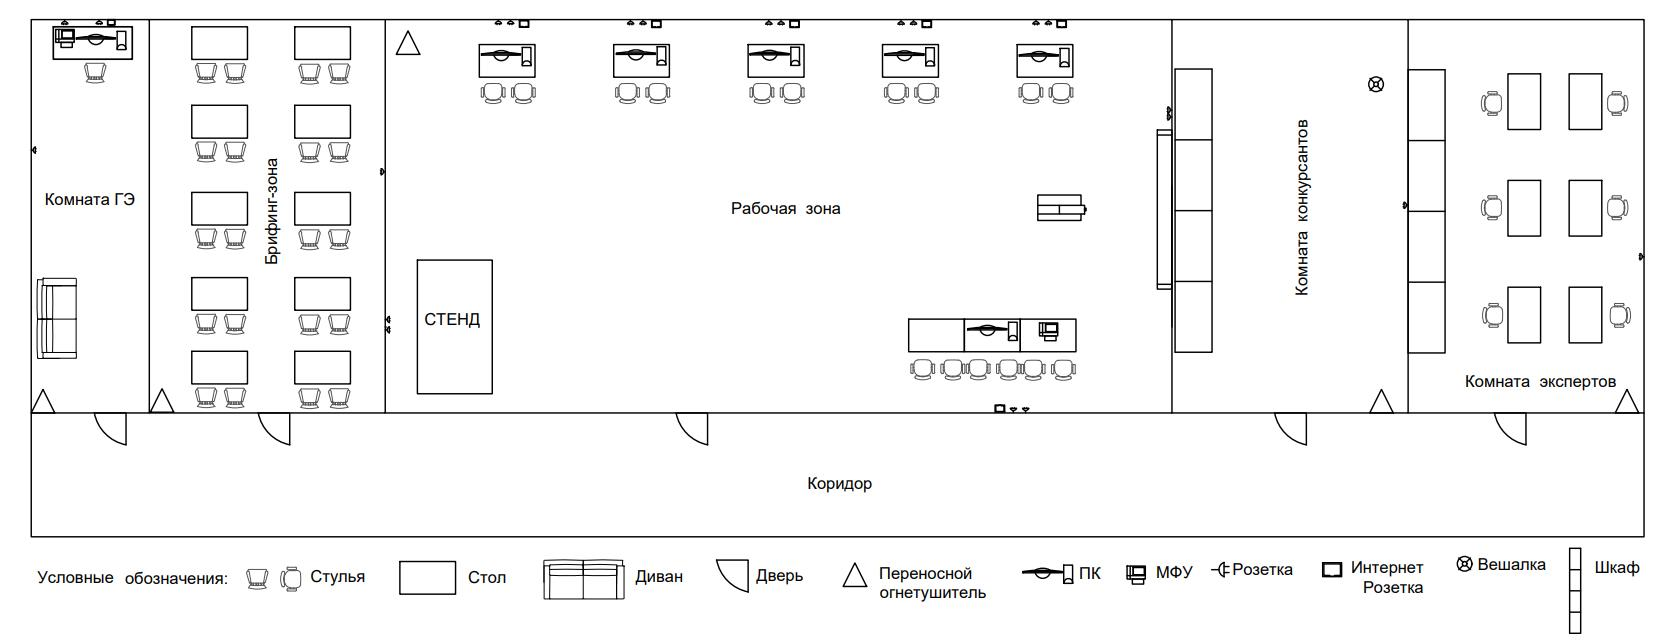 Комната ГЭ
Брифинг-зона
СТЕНД
Рабочая зона
Комната конкурсантов
Комната экспертов
Коридор
Условные обозначения:
Стулья
Стол
Диван
Дверь
Переносной
огнетушитель
ПК
МФУ
Розетка
Интернет
Розетка
Вешалка
Шкаф